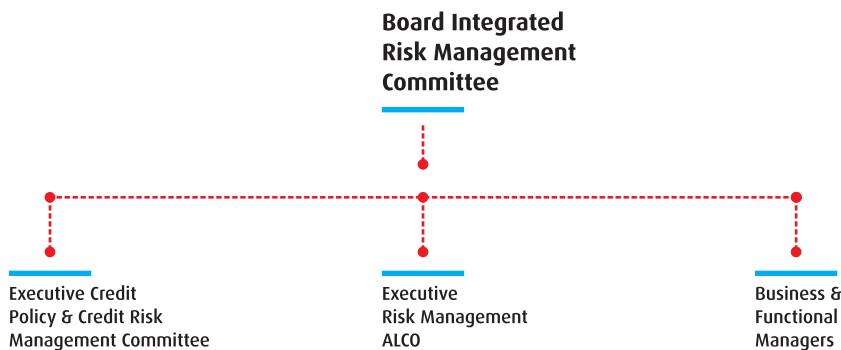 Board Integrated
Risk Management
Committee
Executive Credit
Policy & Credit Risk
Management Committee
Executive
Risk Management
ALCO
Business &
Functional
Managers